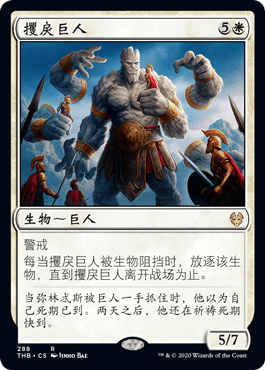 攫戾巨人 5
生物～巨人
警戒
每当攫戾巨人被生物阻挡时，放逐该生
物，直到攫戾巨人离开战场为止。
当弥林忒斯被巨人一手抓住时，他以为自
己死期已到。两天之后，他还在祈祷死期
快到。
5/7
288 R
THB • CS JINHO BAE
™ & © 2020 Wizards of the Coast